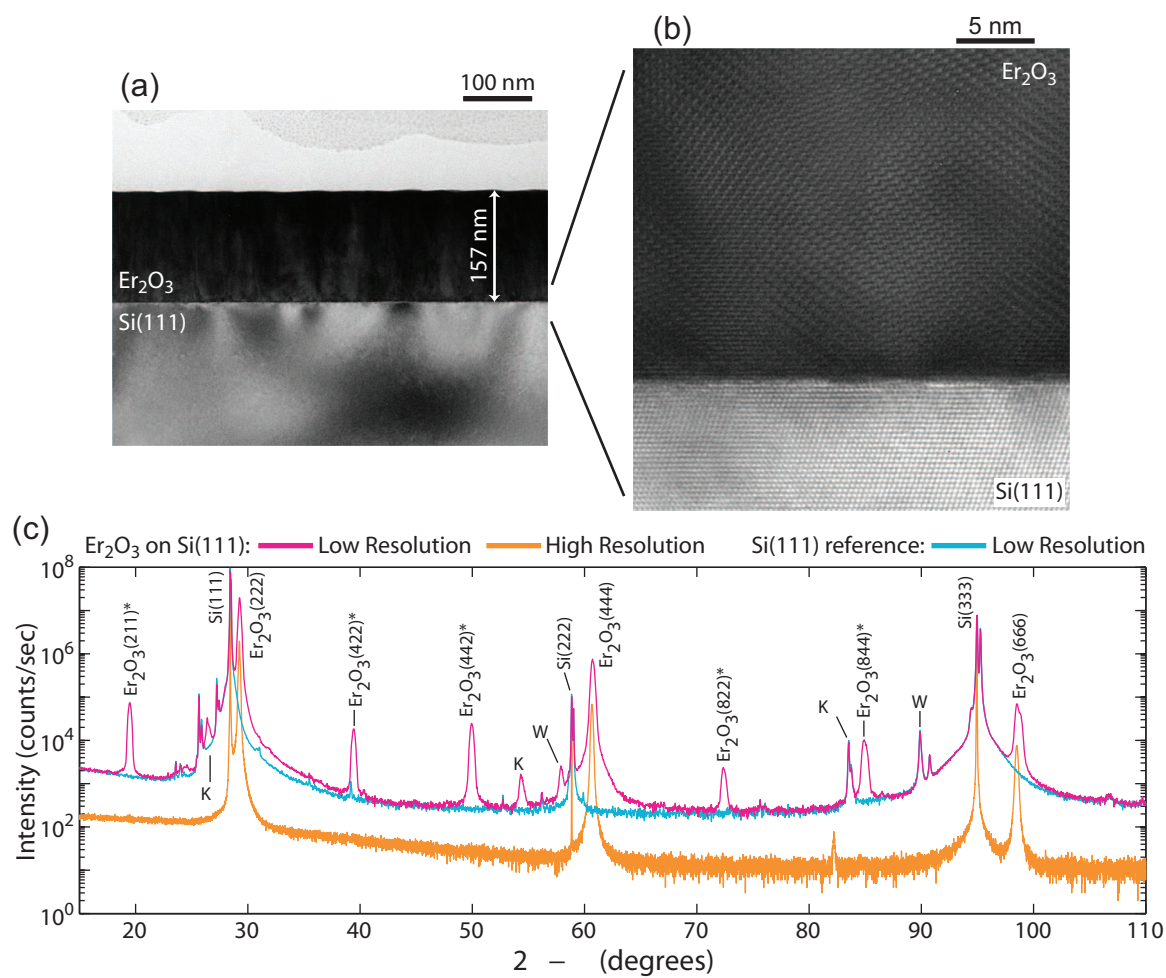 (a)
100 nm
157 nm
Er2O3
Si(111)
(b)
5 nm
Er2O3
Si(111)
(c)
Er2O3 on Si(111): Low Resolution High Resolution Si(111) reference: Low Resolution
Intensity (counts/sec)
10^8
10^6
10^4
10^2
10^0
Er2O3(211)*
K
Si(111)
Er2O3(222)
Er2O3(422)*
Er2O3(442)*
K
W
Si(222)
Er2O3(444)
Er2O3(822)*
K
Er2O3(844)*
W
Si(333)
Er2O3(666)
20 30 40 50 60 70 80 90 100 110
2 – (degrees)